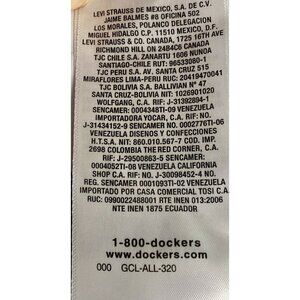 LEVI STRAUSS DE MEXICO, S.A. DE C.V.
JAIME BALMES #8 OFICINA 502
LOS MORALES, POLANCO DELEGACION
MIGUEL HIDALGO C.P. 11510 MEXICO, D.F.
LEVI STRAUSS & CO. CANADA, 1725 16TH AVE
RICHMOND HILL ON 2484C6 CANADA
TJC CHILE S.A. ZANARTU 1606 NUNOA
SANTIAGO-CHILE RUT: 96533080-1
TJC PERU S.A. AV. SANTA CRUZ 515
MIRAFLORES LIMA-PERU RUC: 20419470041
TJC BOLIVIA S.A. BALLIVIAN Nº 47
SANTA CRUZ-BOLIVIA NIT: 1026901020
WOLFGANG, C.A. RIF: J-31392894-1
SENCAMER: 0004348TI-09 VENEZUELA
IMPORTADORA YOCAR, C.A. RIF: NO.
J-31434152-9 SENCAMER NO 0002776TI-06
VENEZUELA DISENOS Y CONFECCIONES
H.T.S.A. NIT: 860.010.567-7 COD. IMP.
2698 COLOMBIA THE RED CORNER, C.A.
RIF: J-29500863-5 SENCAMER:
0004052TI-08 VENEZUELA CALIFORNIA
SHOP C.A. RIF: J-30098452-4 NO.
REG. SENCAMER 0001093TI-02 VENEZUELA
IMPORTADO POR CASA COMERCIAL TOSI C.A.
RUC: 0990022488001 RTE INEN 013:2006
NTE INEN 1875 ECUADOR
1-800-dockers
www.dockers.com
000 GCL-ALL-320